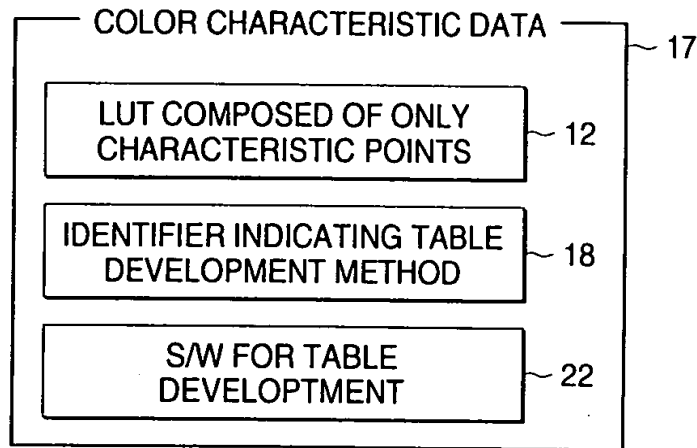 COLOR CHARACTERISTIC DATA
17
LUT COMPOSED OF ONLY
CHARACTERISTIC POINTS
12
IDENTIFIER INDICATING TABLE
DEVELOPMENT METHOD
18
S/W FOR TABLE
DEVELOPTMENT
22